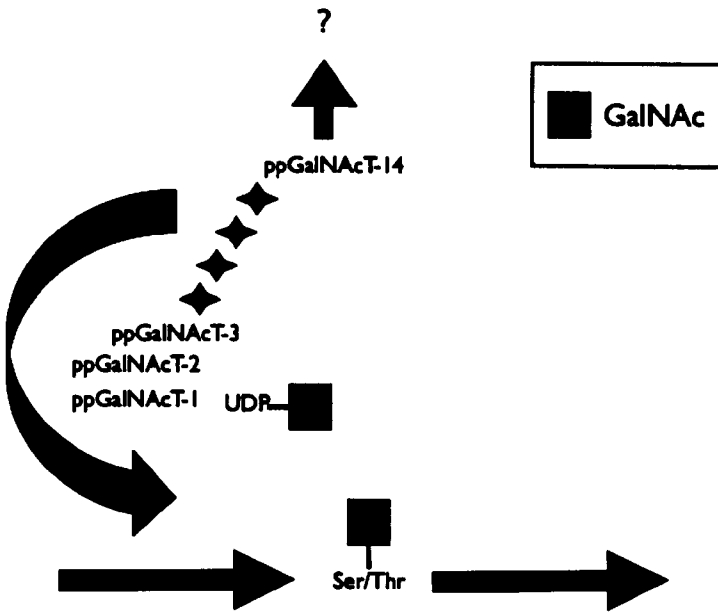 ?
GalNAc
ppGalNAcT-14
ppGalNAcT-3
ppGalNAcT-2
ppGalNAcT-1
UDP
Ser/Thr